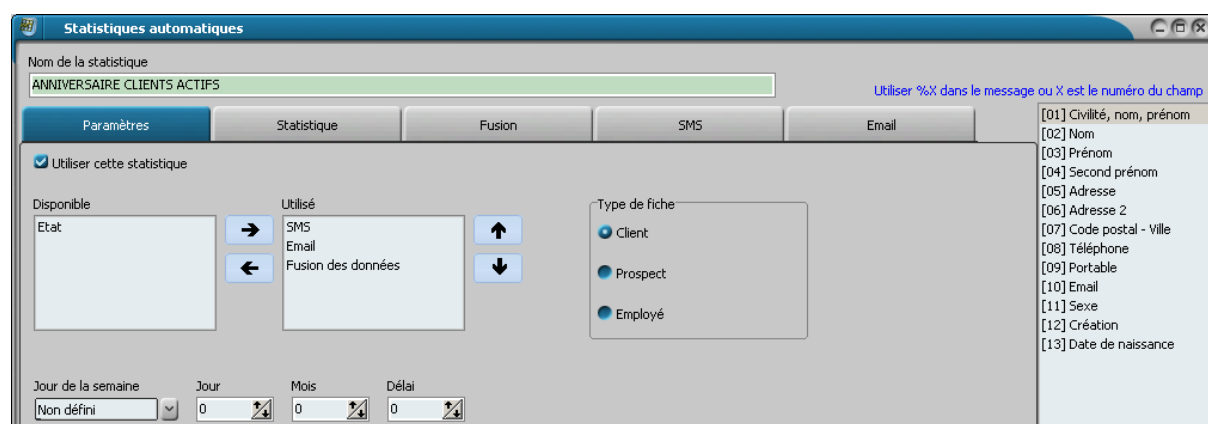 Statistiques automatiques
Nom de la statistique
ANNIVERSAIRE CLIENTS ACTIFS
Utiliser %X dans le message ou X est le numéro du champ
Paramètres
Statistique
Fusion
SMS
Email
Utiliser cette statistique
Disponible
Etat
Utilisé
SMS
Email
Fusion des données
Type de fiche
Client
Prospect
Employé
Jour de la semaine
Non défini
Jour
0
Mois
0
Délai
0
[01] Civilité, nom, prénom
[02] Nom
[03] Prénom
[04] Second prénom
[05] Adresse
[06] Adresse 2
[07] Code postal - Ville
[08] Téléphone
[09] Portable
[10] Email
[11] Sexe
[12] Création
[13] Date de naissance